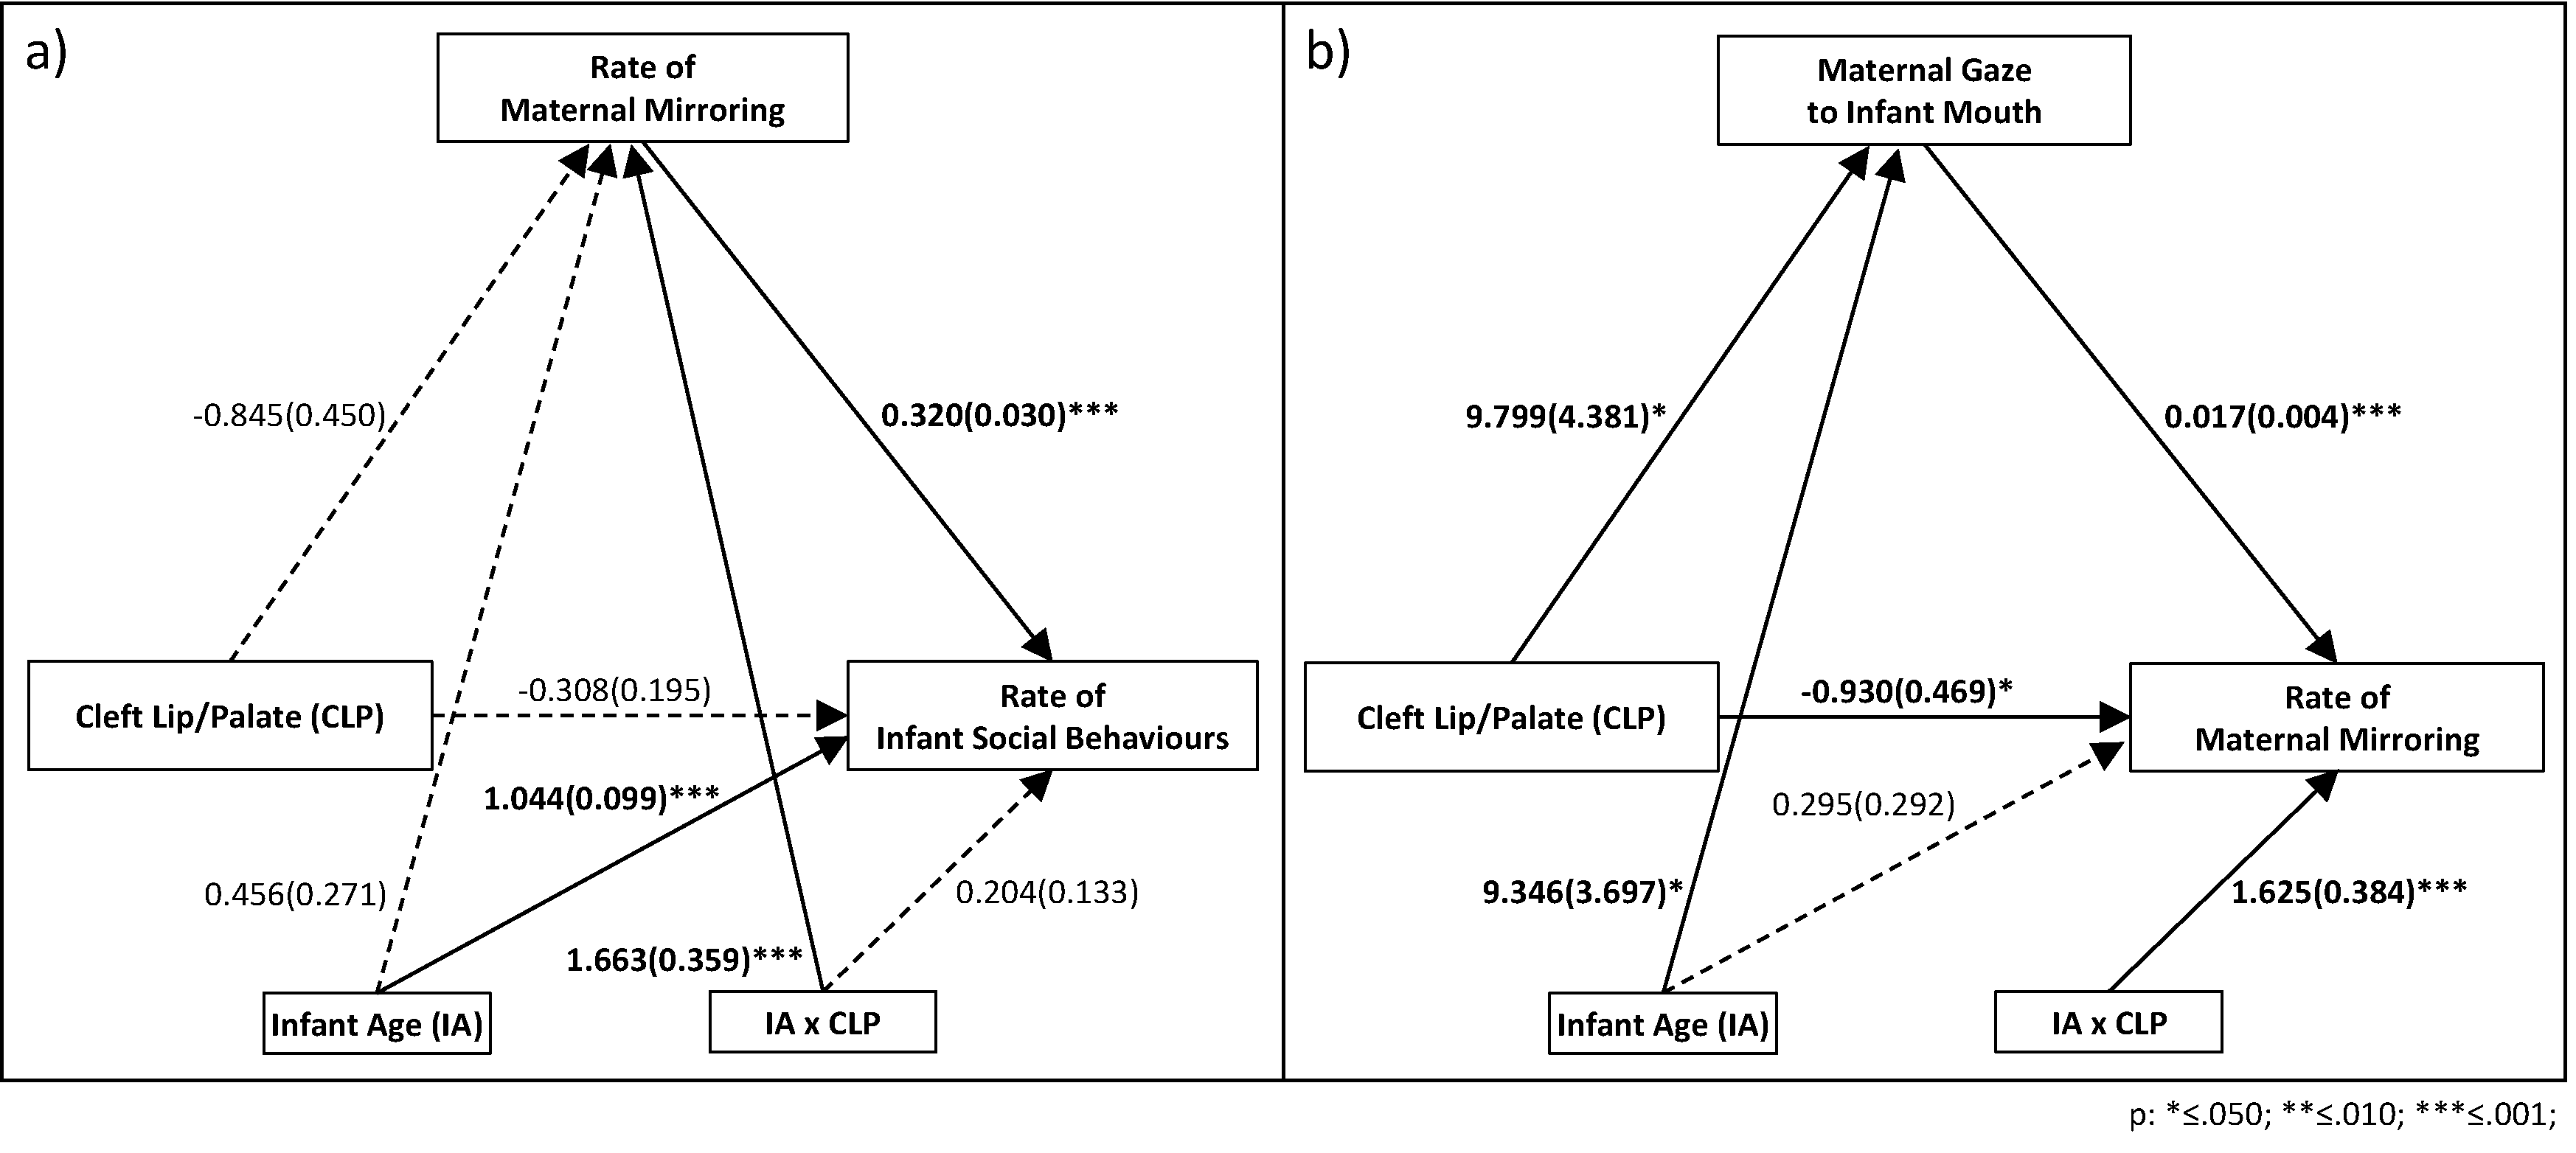 a)
Rate of
Maternal Mirroring
-0.845(0.450)
0.320(0.030)***
Cleft Lip/Palate (CLP)
-0.308(0.195)
Rate of
Infant Social Behaviours
1.044(0.099)***
0.456(0.271)
0.204(0.133)
1.663(0.359)***
Infant Age (IA)
IA x CLP
b)
Maternal Gaze
to Infant Mouth
9.799(4.381)*
0.017(0.004)***
Cleft Lip/Palate (CLP)
-0.930(0.469)*
Rate of
Maternal Mirroring
0.295(0.292)
9.346(3.697)*
1.625(0.384)***
Infant Age (IA)
IA x CLP
p: *≤.050; **≤.010; ***≤.001;